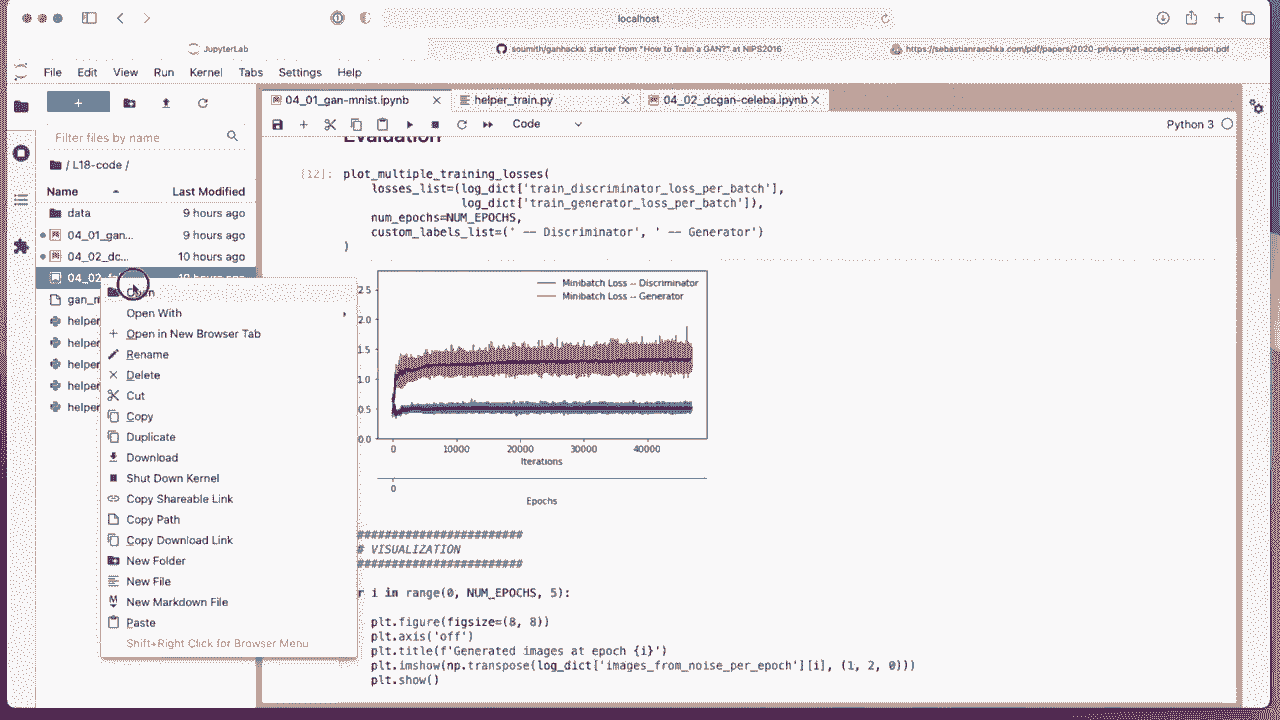 localhost
JupyterLab
soumith/ganhacks: starter from "How to Train a GAN?" at NIPS2016
https://sebastianraschka.com/pdf/papers/2020-privacynet-accepted-version.pdf
File Edit View Run Kernel Tabs Settings Help
04_01_gan-mnist.ipynb
helper_train.py
04_02_dcgan-celeba.ipynb
Code
Python 3
Filter files by name
/ L18-code /
Name Last Modified
data 9 hours ago
04_01_gan... 9 hours ago
04_02_dc... 10 hours ago
04_02 10 hours ago
helper
helper
helper
helper
helper
Open
Open With
Open in New Browser Tab
Rename
Delete
Cut
Copy
Duplicate
Download
Shut Down Kernel
Copy Shareable Link
Copy Path
Copy Download Link
New Folder
New File
New Markdown File
Paste
Shift+Right Click for Browser Menu
Evaluation
[12]: plot_multiple_training_losses(
losses_list=(log_dict['train_discriminator_loss_per_batch'],
log_dict['train_generator_loss_per_batch']),
num_epochs=NUM_EPOCHS,
custom_labels_list=(' -- Discriminator', ' -- Generator')
)
Minibatch Loss -- Discriminator
Minibatch Loss -- Generator
2.5
2.0
1.5
1.0
0.5
0.0
0 10000 20000 30000 40000
Iterations
0
Epochs
#######################
# VISUALIZATION
#######################
r i in range(0, NUM_EPOCHS, 5):
plt.figure(figsize=(8, 8))
plt.axis('off')
plt.title(f'Generated images at epoch {i}')
plt.imshow(np.transpose(log_dict['images_from_noise_per_epoch'][i], (1, 2, 0)))
plt.show()